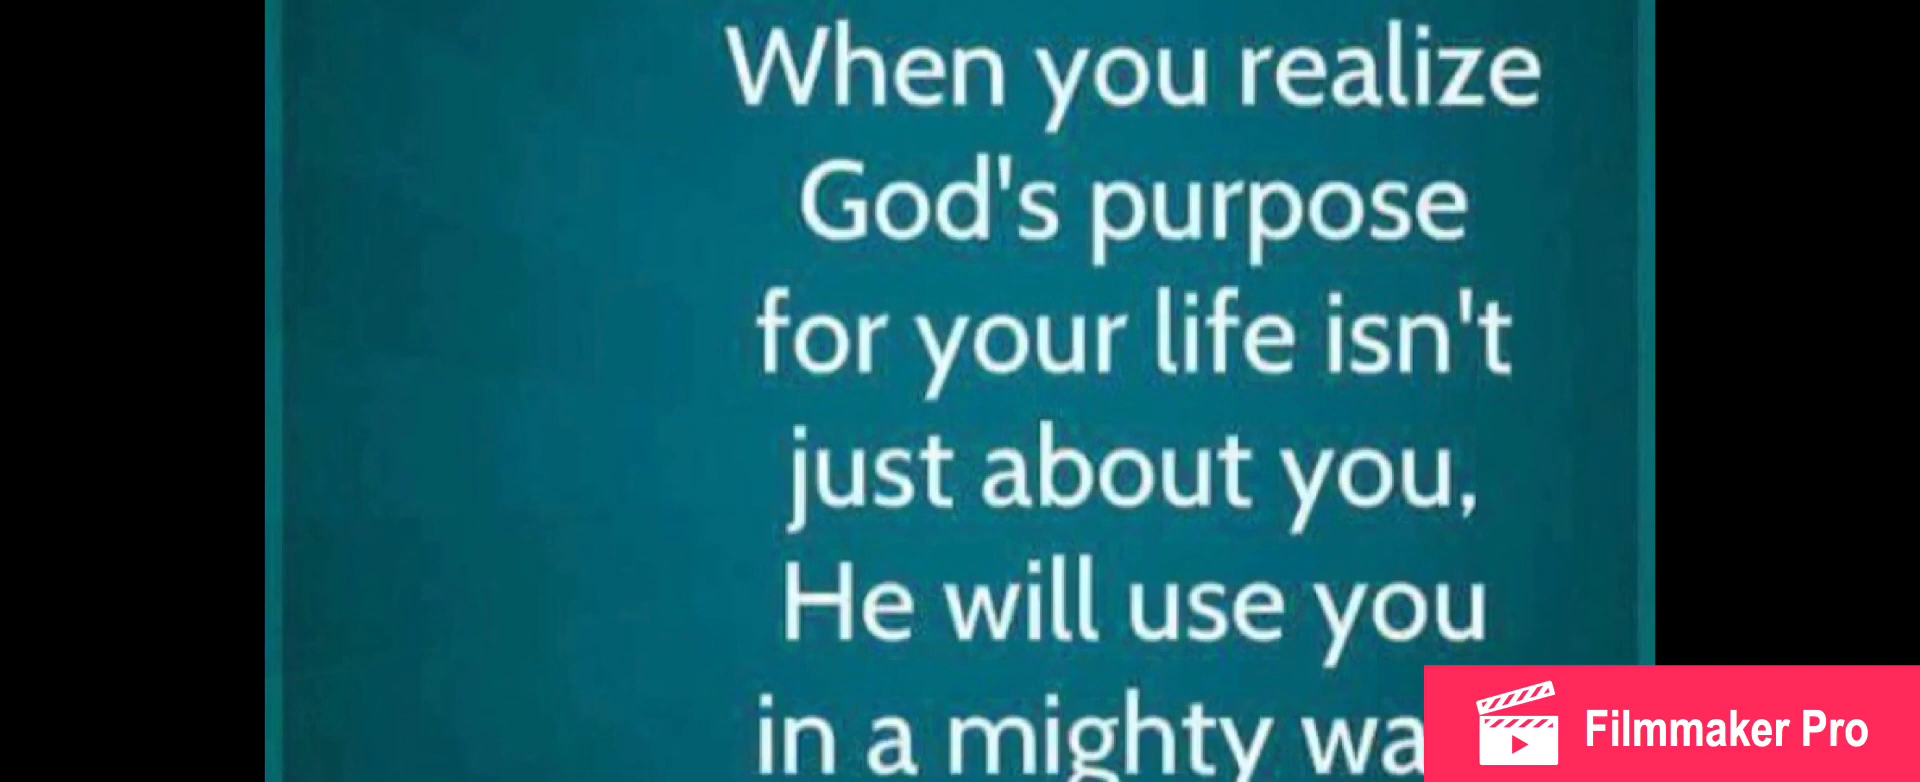 When you realize
God's purpose
for your life isn't
just about you,
He will use you
in a mighty
Filmmaker Pro